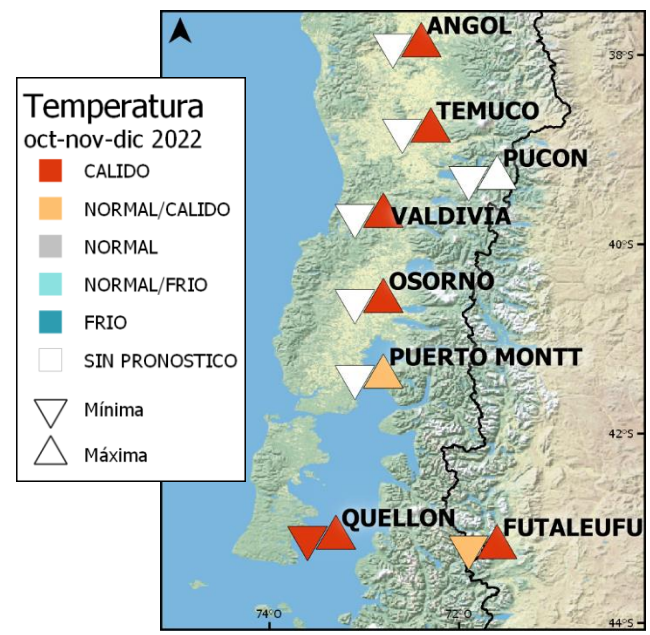 ANGOL
38°S
Temperatura
oct-nov-dic 2022
CALIDO
NORMAL/CALIDO
NORMAL
NORMAL/FRIO
FRIO
SIN PRONOSTICO
Mínima
Máxima
TEMUCO
PUCON
VALDIVIA
40°S
OSORNO
PUERTO MONTT
42°S
QUELLON
FUTALEUFU
74°O
72°O
44°S